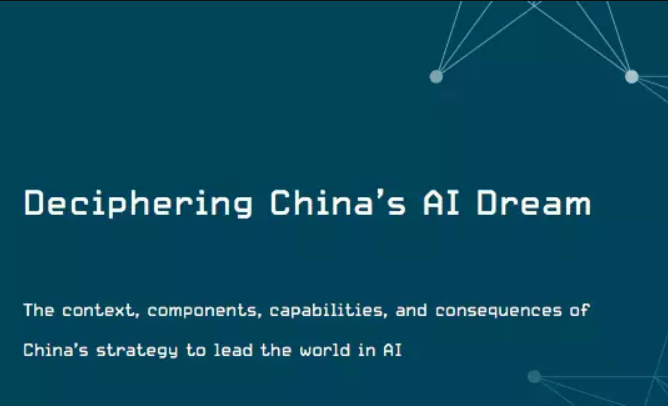 Deciphering China's AI Dream
The context, components, capabilities, and consequences of
China's strategy to lead the world in AI